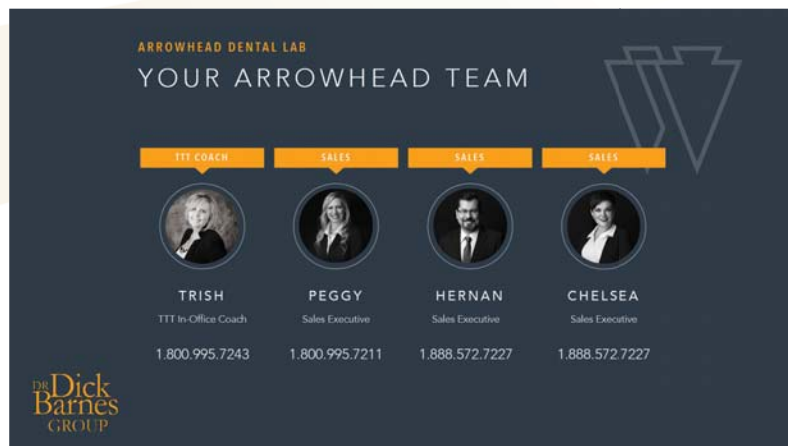 ARROWHEAD DENTAL LAB
YOUR ARROWHEAD TEAM
TTT COACH
SALES
SALES
SALES
TRISH
PEGGY
HERNAN
CHELSEA
TTT In-Office Coach
Sales Executive
Sales Executive
Sales Executive
1.800.995.7243
1.800.995.7211
1.888.572.7227
1.888.572.7227
DR Dick
Barnes
GROUP